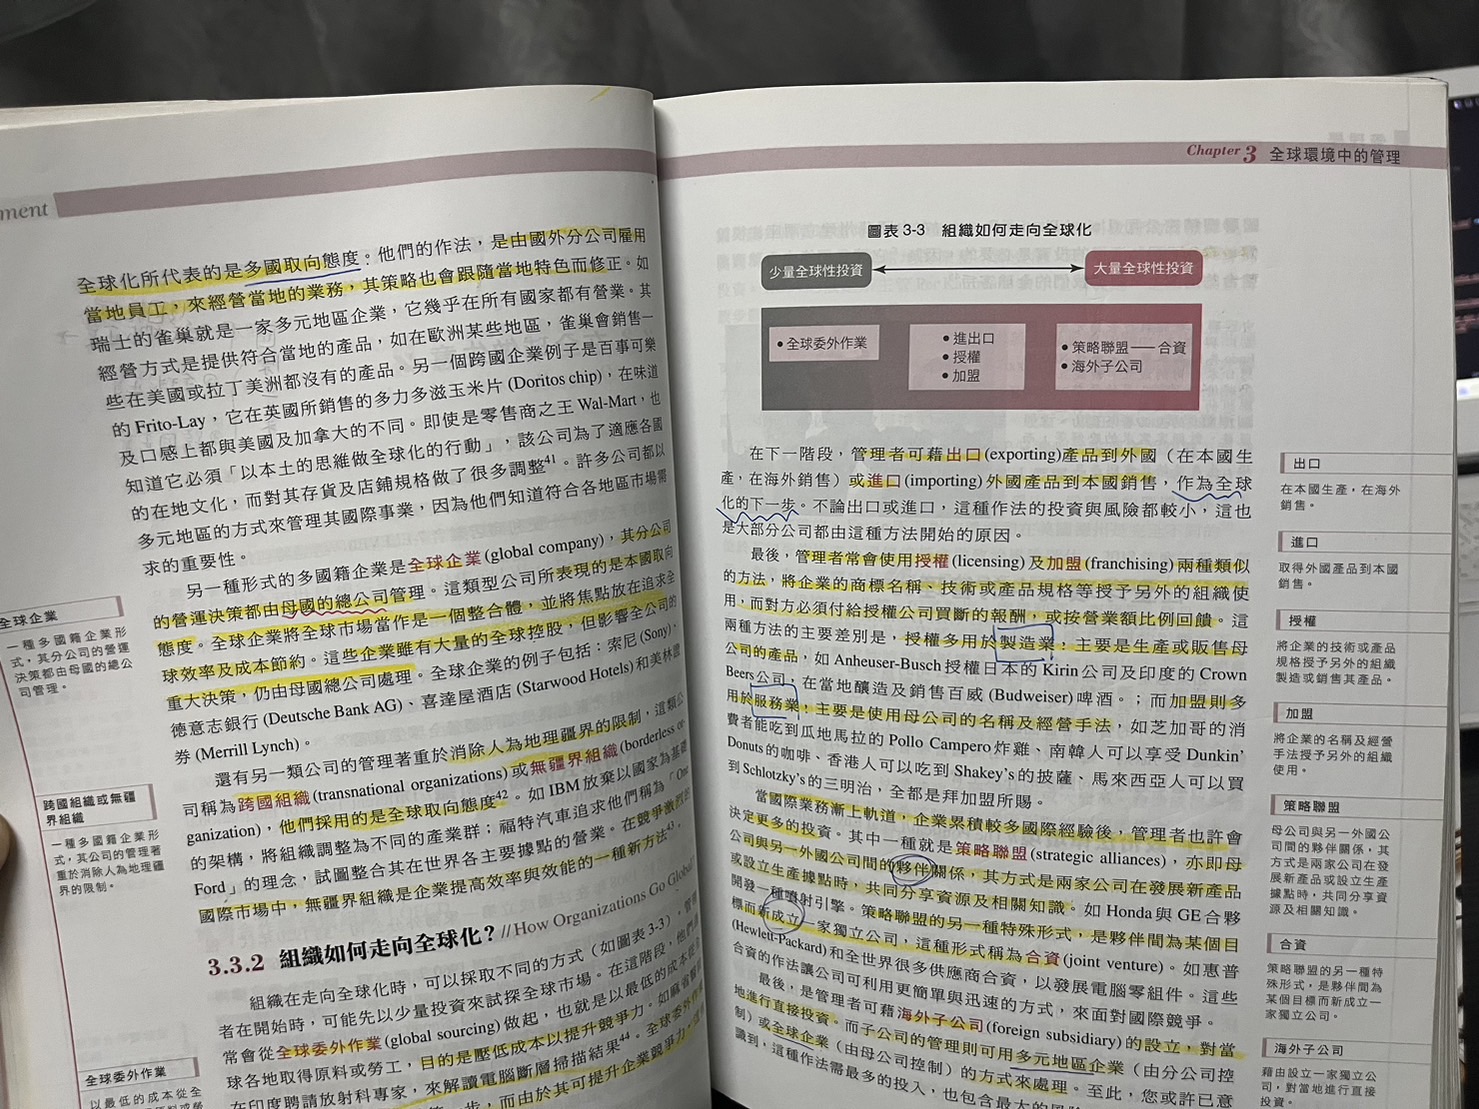 ment
全球化所代表的是多國取向態度：他們的作法，是由國外分公司雇用
當地員工，來經營當地的業務，其策略也會跟隨當地特色而修正。如
瑞士的雀巢就是一家多元地區企業，它幾乎在所有國家都有營業。其
經營方式是提供符合當地的產品，如在歐洲某些地區，雀巢會銷售一
些在美國或拉丁美洲都沒有的產品。另一個跨國企業例子是百事可樂
的 Frito-Lay，它在英國所銷售的多力多滋玉米片 (Doritos chip)，在味道
及口感上都與美國及加拿大的不同。即使是零售商之王 Wal-Mart，也
知道它必須「以本土的思維做全球化的行動」，該公司為了適應各國
的在地文化，而對其存貨及店鋪規格做了很多調整41。許多公司都以
多元地區的方式來管理其國際事業，因為他們知道符合各地區市場需
求的重要性。
另一種形式的多國籍企業是全球企業 (global company)，其分公司
的營運決策都由母國的總公司管理。這類型公司所表現的是本國取向
態度。全球企業將全球市場當作是一個整合體，並將焦點放在追求全
球效率及成本節約。這些企業雖有大量的全球控股，但影響全公司的
重大決策，仍由母國總公司處理。全球企業的例子包括：索尼 (Sony)、
德意志銀行 (Deutsche Bank AG)、喜達屋酒店 (Starwood Hotels) 和美林證
券 (Merrill Lynch)。
還有另一類公司的管理著重於消除人為地理疆界的限制，這類公
司稱為跨國組織 (transnational organizations) 或無疆界組織 (borderless or-
ganization)，他們採用的是全球取向態度42。如 IBM 放棄以國家為基礎
的架構，將組織調整為不同的產業群；福特汽車追求他們稱為「One
Ford」的理念，試圖整合其在世界各主要據點的營業。在競爭激烈的
國際市場中，無疆界組織是企業提高效率與效能的一種新方法43。
3.3.2 組織如何走向全球化？//How Organizations Go Global
組織在走向全球化時，可以採取不同的方式（如圖表 3-3）。管理
者在開始時，可能先以少量投資來試探全球市場。在這階段，他們通
常會從全球委外作業 (global sourcing) 做起，也就是以最低的成本從全
球各地取得原料或勞工，目的是壓低成本以提升競爭力。如麻省醫院
在印度聘請放射科專家，來解讀電腦斷層掃描結果44。全球委外作業
步，而由於其可提升企業競爭力，
全球企業
一種多國籍企業形
式，其分公司的營運
決策都由母國的總公
司管理。
跨國組織或無疆
界組織
一種多國籍企業形
式，其公司的管理著
重於消除人為地理疆
界的限制。
全球委外作業
以最低的成本從全
Chapter 3 全球環境中的管理
圖表 3-3 組織如何走向全球化
少量全球性投資
大量全球性投資
• 全球委外作業
• 進出口
• 授權
• 加盟
• 策略聯盟——合資
• 海外子公司
在下一階段，管理者可藉出口 (exporting) 產品到外國（在本國生
產，在海外銷售）或進口 (importing) 外國產品到本國銷售，作為全球
化的下一步。不論出口或進口，這種作法的投資與風險都較小，這也
是大部分公司都由這種方法開始的原因。
最後，管理者常會使用授權 (licensing) 及加盟 (franchising) 兩種類似
的方法，將企業的商標名稱、技術或產品規格等授予另外的組織使
用，而對方必須付給授權公司買斷的報酬，或按營業額比例回饋。這
兩種方法的主要差別是，授權多用於製造業，主要是生產或販售母
公司的產品，如 Anheuser-Busch 授權日本的 Kirin 公司及印度的 Crown
Beers 公司，在當地釀造及銷售百威 (Budweiser) 啤酒。；而加盟則多
用於服務業，主要是使用母公司的名稱及經營手法，如芝加哥的消
費者能吃到瓜地馬拉的 Pollo Campero 炸雞、南韓人可以享受 Dunkin’
Donuts 的咖啡、香港人可以吃到 Shakey’s 的披薩、馬來西亞人可以買
到 Schlotzky’s 的三明治，全都是拜加盟所賜。
當國際業務漸上軌道，企業累積較多國際經驗後，管理者也許會
決定更多的投資。其中一種就是策略聯盟 (strategic alliances)，亦即母
公司與另一外國公司間的夥伴關係，其方式是兩家公司在發展新產品
或設立生產據點時，共同分享資源及相關知識。如 Honda 與 GE 合夥
開發一種噴射引擎。策略聯盟的另一種特殊形式，是夥伴間為某個目
標而新成立一家獨立公司，這種形式稱為合資 (joint venture)。如惠普
(Hewlett-Packard) 和全世界很多供應商合資，以發展電腦零組件。這些
合資的作法讓公司可利用更簡單與迅速的方式，來面對國際競爭。
最後，是管理者可藉海外子公司 (foreign subsidiary) 的設立，對當
地進行直接投資。而子公司的管理則可用多元地區企業（由分公司控
制）或全球企業（由母公司控制）的方式來處理。至此，您或許已意
識到，這種作法需最多的投入，也包含最大的風
出口
在本國生產，在海外
銷售。
進口
取得外國產品到本國
銷售。
授權
將企業的技術或產品
規格授予另外的組織
製造或銷售其產品。
加盟
將企業的名稱及經營
手法授予另外的組織
使用。
策略聯盟
母公司與另一外國公
司間的夥伴關係，其
方式是兩家公司在發
展新產品或設立生產
據點時，共同分享資
源及相關知識。
合資
策略聯盟的另一種特
殊形式，是夥伴間為
某個目標而新成立一
家獨立公司。
海外子公司
藉由設立一家獨立公
司，對當地進行直接
投資。